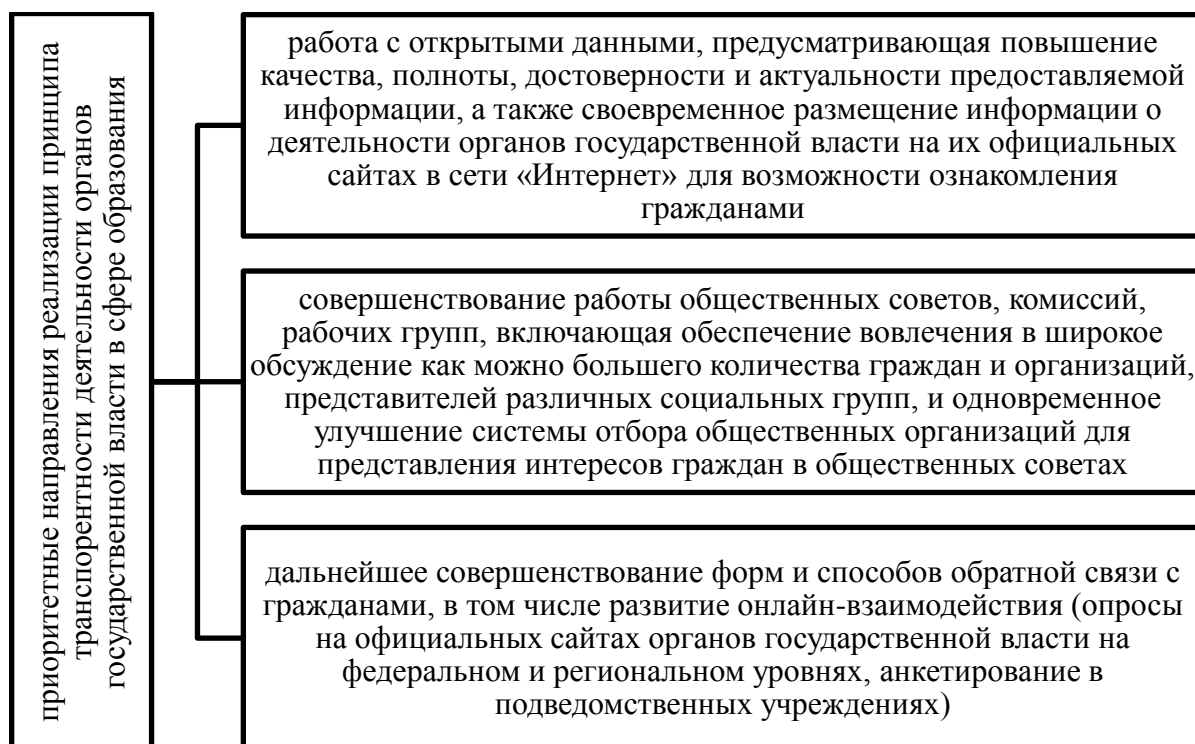 приоритетные направления реализации принципа
транспорентности деятельности органов
государственной власти в сфере образования
работа с открытыми данными, предусматривающая повышение
качества, полноты, достоверности и актуальности предоставляемой
информации, а также своевременное размещение информации о
деятельности органов государственной власти на их официальных
сайтах в сети «Интернет» для возможности ознакомления
гражданами
совершенствование работы общественных советов, комиссий,
рабочих групп, включающая обеспечение вовлечения в широкое
обсуждение как можно большего количества граждан и организаций,
представителей различных социальных групп, и одновременное
улучшение системы отбора общественных организаций для
представления интересов граждан в общественных советах
дальнейшее совершенствование форм и способов обратной связи с
гражданами, в том числе развитие онлайн-взаимодействия (опросы
на официальных сайтах органов государственной власти на
федеральном и региональном уровнях, анкетирование в
подведомственных учреждениях)